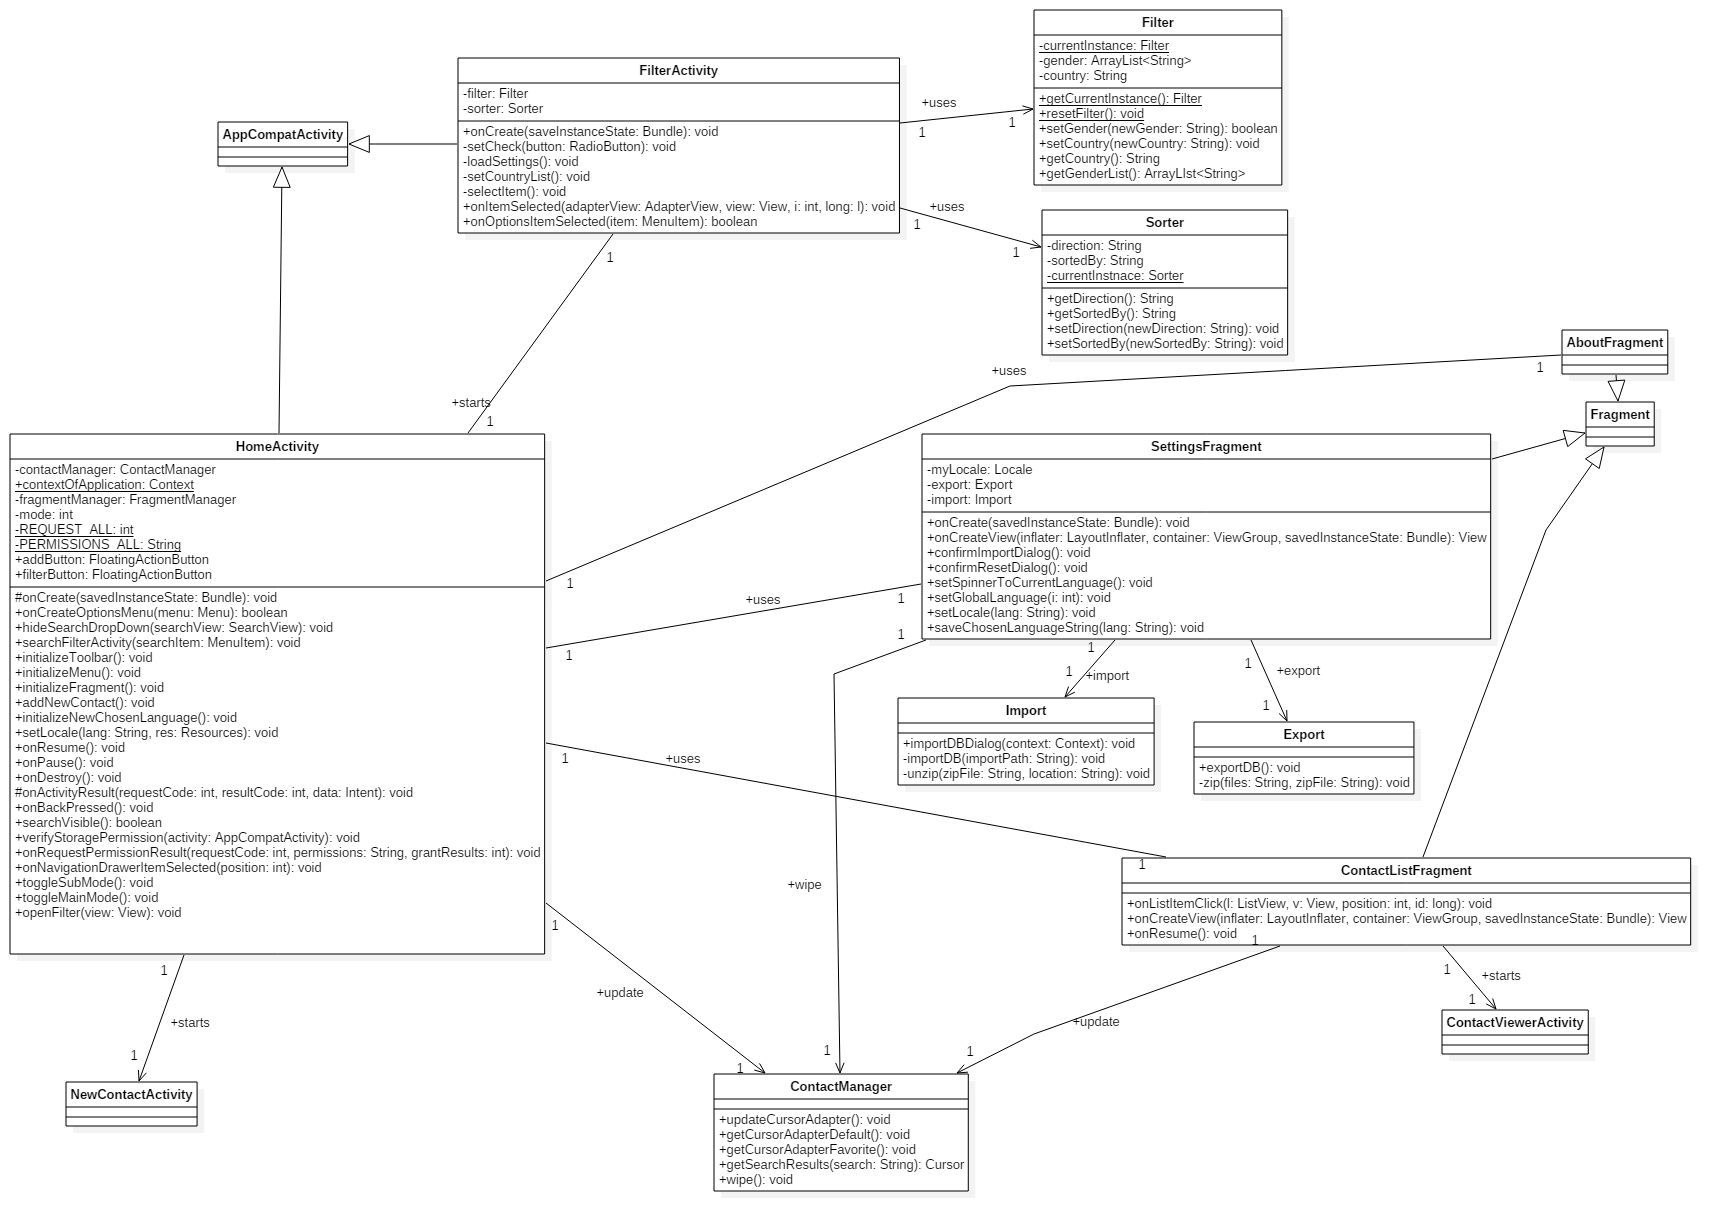 Filter
-currentInstance: Filter
-gender: ArrayList<String>
-country: String
+getCurrentInstance(): Filter
+resetFilter(): void
+setGender(newGender: String): boolean
+setCountry(newCountry: String): void
+getCountry(): String
+getGenderList(): ArrayLIst<String>
FilterActivity
-filter: Filter
-sorter: Sorter
+onCreate(saveInstanceState: Bundle): void
-setCheck(button: RadioButton): void
-loadSettings(): void
-setCountryList(): void
-selectItem(): void
+onItemSelected(adapterView: AdapterView, view: View, i: int, long: l): void
+onOptionsItemSelected(item: MenuItem): boolean
+uses
1
1
AppCompatActivity
+uses
1
1
Sorter
-direction: String
-sortedBy: String
-currentInstnace: Sorter
+getDirection(): String
+getSortedBy(): String
+setDirection(newDirection: String): void
+setSortedBy(newSortedBy: String): void
1
+starts
1
AboutFragment
+uses
1
1
Fragment
HomeActivity
-contactManager: ContactManager
+contextOfApplication: Context
-fragmentManager: FragmentManager
-mode: int
-REQUEST_ALL: int
-PERMISSIONS_ALL: String
+addButton: FloatingActionButton
+filterButton: FloatingActionButton
#onCreate(savedInstanceState: Bundle): void
+onCreateOptionsMenu(menu: Menu): boolean
+hideSearchDropDown(searchView: SearchView): void
+searchFilterActivity(searchItem: MenuItem): void
+initializeToolbar(): void
+initializeMenu(): void
+initializeFragment(): void
+addNewContact(): void
+initializeNewChosenLanguage(): void
+setLocale(lang: String, res: Resources): void
+onResume(): void
+onPause(): void
+onDestroy(): void
#onActivityResult(requestCode: int, resultCode: int, data: Intent): void
+onBackPressed(): void
+searchVisible(): boolean
+verifyStoragePermission(activity: AppCompatActivity): void
+onRequestPermissionResult(requestCode: int, permissions: String, grantResults: int): void
+onNavigationDrawerItemSelected(position: int): void
+toggleSubMode(): void
+toggleMainMode(): void
+openFilter(view: View): void
SettingsFragment
-myLocale: Locale
-export: Export
-import: Import
+onCreate(savedInstanceState: Bundle): void
+onCreateView(inflater: LayoutInflater, container: ViewGroup, savedInstanceState: Bundle): View
+confirmImportDialog(): void
+confirmResetDialog(): void
+setSpinnerToCurrentLanguage(): void
+setGlobalLanguage(i: int): void
+setLocale(lang: String): void
+saveChosenLanguageString(lang: String): void
+uses
1
1
1
+wipe
1
1
1
+import
1
+export
1
Import
+importDBDialog(context: Context): void
-importDB(importPath: String): void
-unzip(zipFile: String, location: String): void
Export
+exportDB(): void
-zip(files: String, zipFile: String): void
1
+uses
1
ContactListFragment
+onListItemClick(l: ListView, v: View, position: int, id: long): void
+onCreateView(inflater: LayoutInflater, container: ViewGroup, savedInstanceState: Bundle): View
+onResume(): void
1
+update
1
1
+starts
1
ContactViewerActivity
1
+update
1
1
+starts
1
NewContactActivity
ContactManager
+updateCursorAdapter(): void
+getCursorAdapterDefault(): void
+getCursorAdapterFavorite(): void
+getSearchResults(search: String): Cursor
+wipe(): void